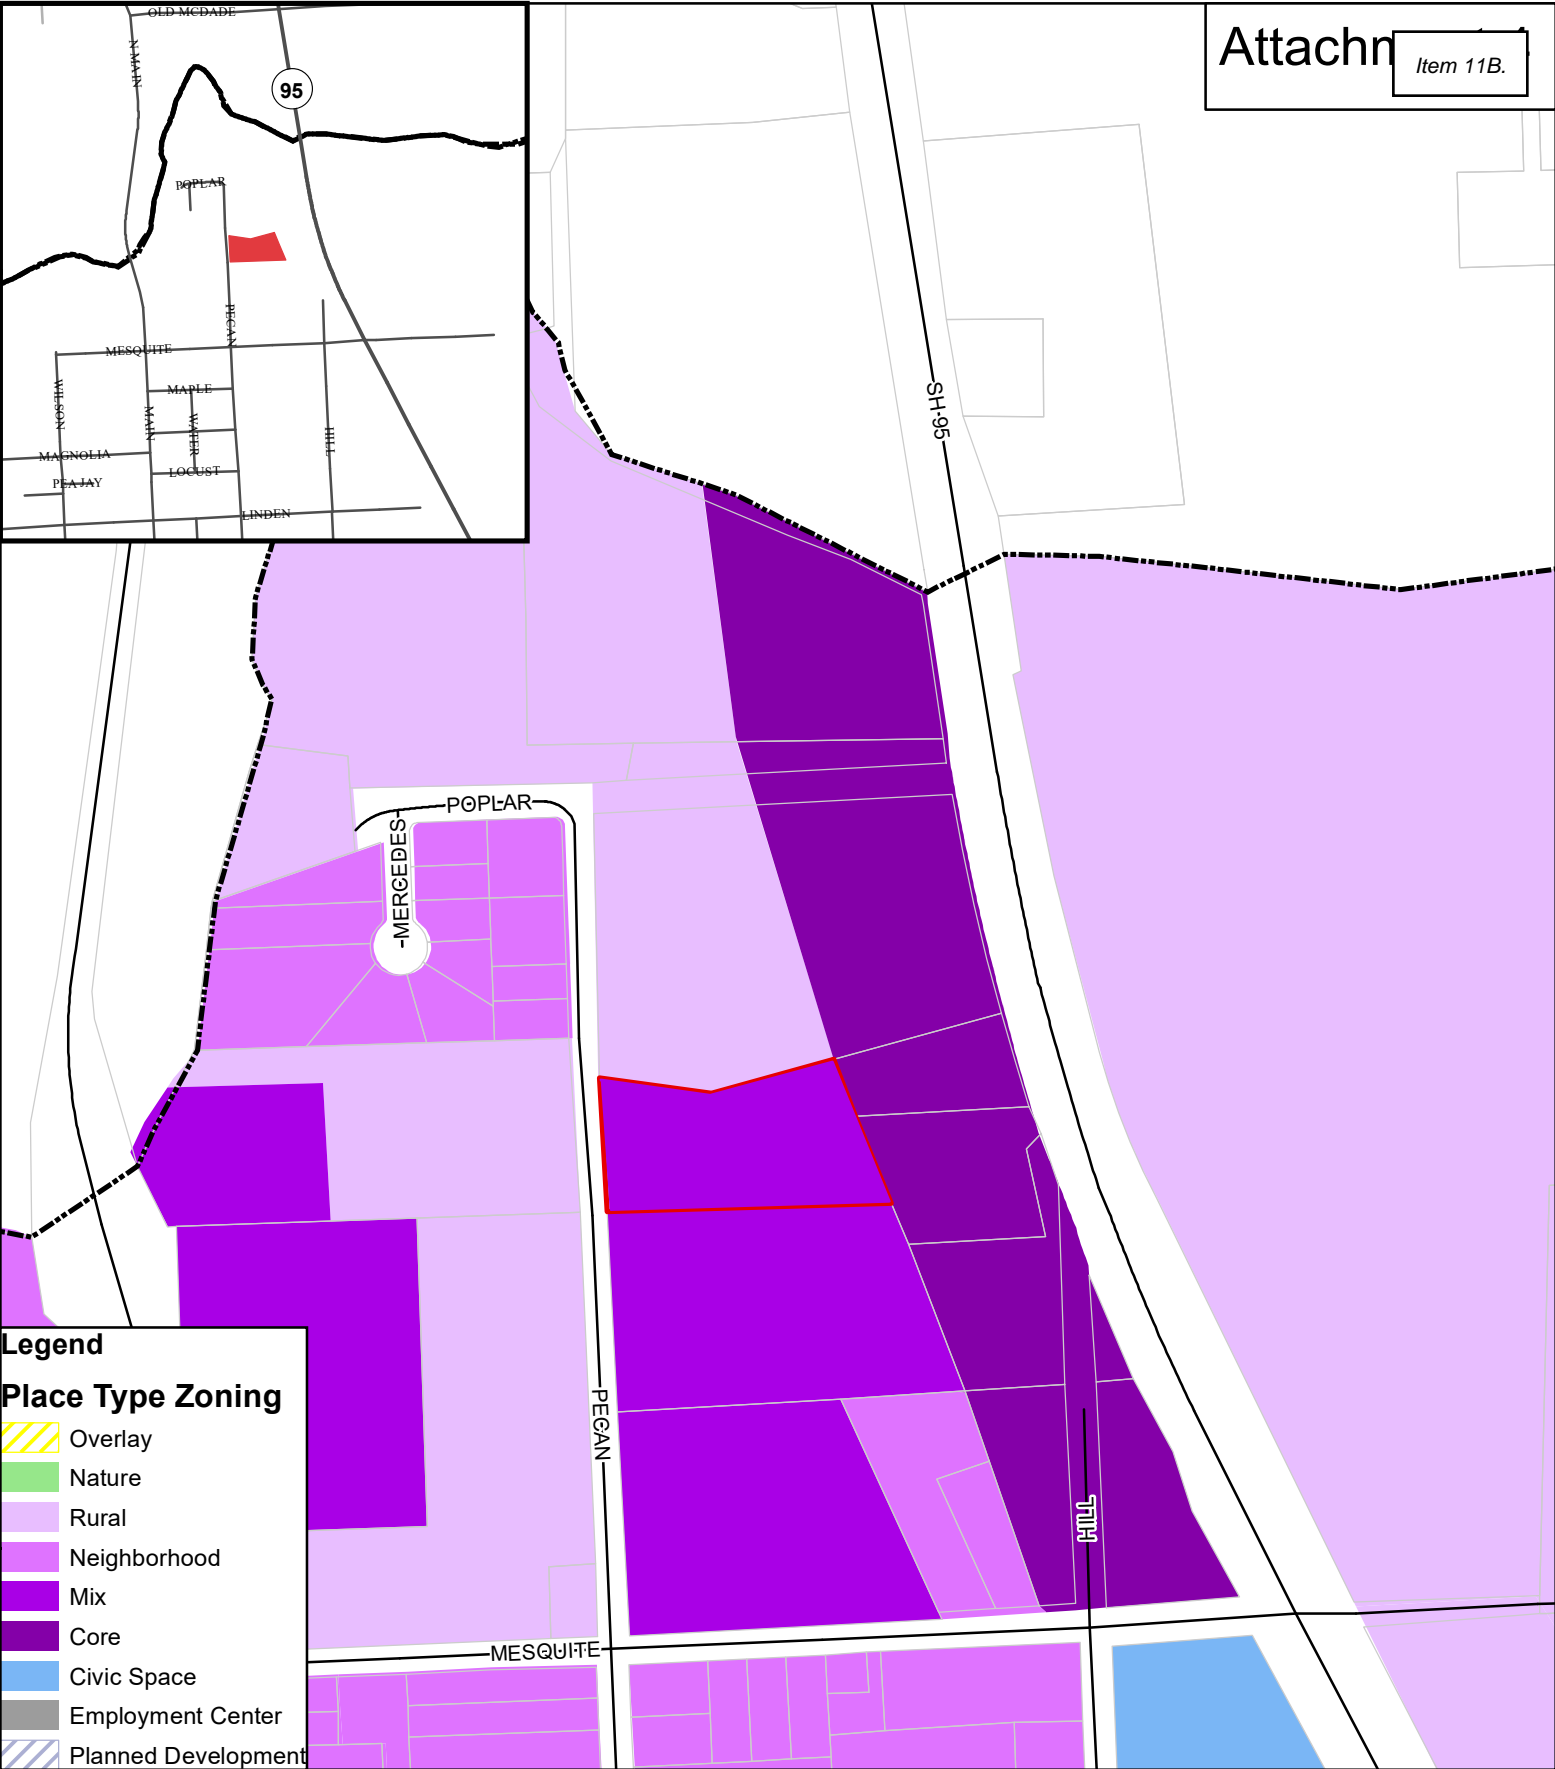 Attachm
Item 11B.
OLD MCDADE
N MAIN
95
POPLAR
PECAN
MESQUITE
MAPLE
WILSON
MAIN
WATER
HILL
MAGNOLIA
LOCUST
PEA JAY
LINDEN
SH-95
POPLAR
MERCEDES
PECAN
HILL
MESQUITE
Legend
Place Type Zoning
Overlay
Nature
Rural
Neighborhood
Mix
Core
Civic Space
Employment Center
Planned Development